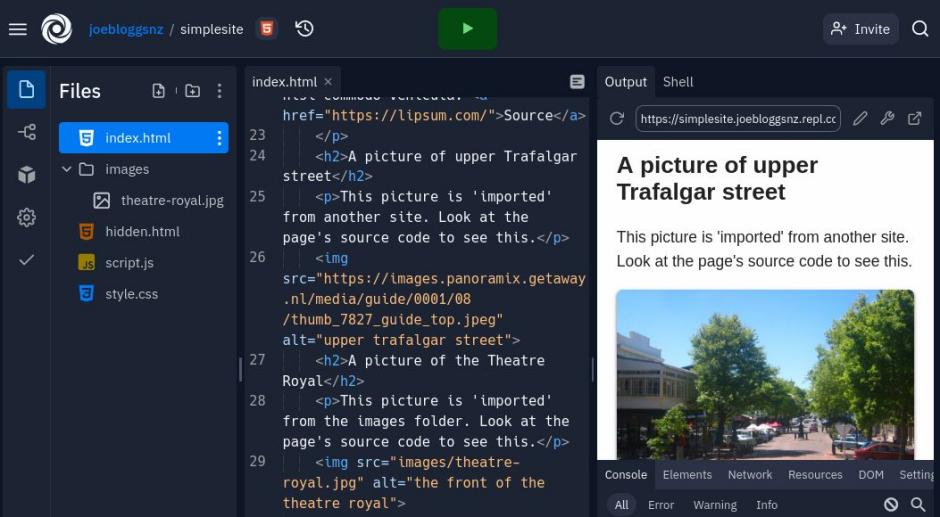 joebloggsnz / simplesite
Invite
Files
index.html
images
theatre-royal.jpg
hidden.html
JS script.js
style.css
index.html ×
href="https://lipsum.com/">Source</a>
23 </p>
24 <h2>A picture of upper Trafalgar
street</h2>
25 <p>This picture is 'imported'
from another site. Look at the
page's source code to see this.</p>
26 <img
src="https://images.panoramix.getaway
.nl/media/guide/0001/08
/thumb_7827_guide_top.jpeg"
alt="upper trafalgar street">
27 <h2>A picture of the Theatre
Royal</h2>
28 <p>This picture is 'imported'
from the images folder. Look at the
page's source code to see this.</p>
29 <img src="images/theatre-
royal.jpg" alt="the front of the
theatre royal">
Output Shell
https://simplesite.joebloggsnz.repl.co
A picture of upper
Trafalgar street
This picture is 'imported' from another site.
Look at the page's source code to see this.
Console Elements Network Resources DOM Setting
All Error Warning Info